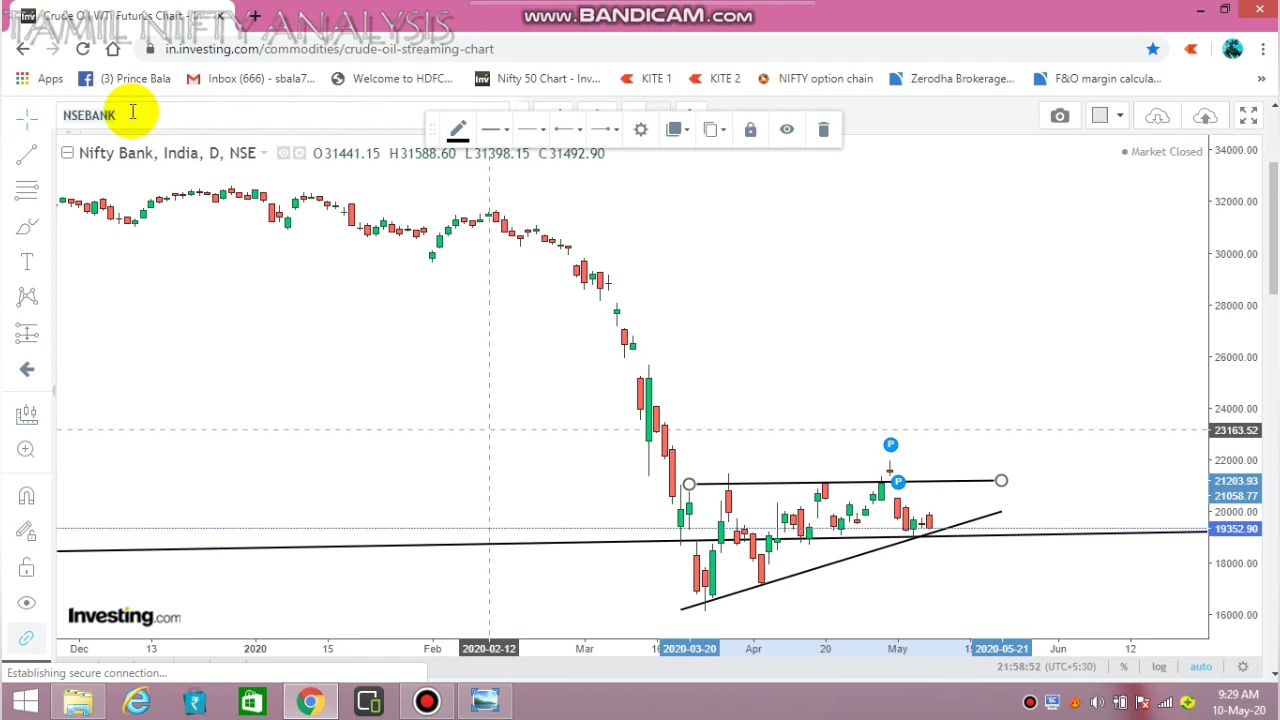 Crude Oil WTI Futures Chart - Inv
TAMIL NIFTY ANALYSIS
www.BANDICAM.com
in.investing.com/commodities/crude-oil-streaming-chart
Apps (3) Prince Bala Inbox (666) - sbala7... Welcome to HDFC... Nifty 50 Chart - Inv... KITE 1 KITE 2 NIFTY option chain Zerodha Brokerage... F&O margin calcula... »
NSEBANK
Nifty Bank, India, D, NSE O31441.15 H31588.60 L31398.15 C31492.90
Market Closed
34000.00
32000.00
30000.00
28000.00
26000.00
24000.00
23163.52
22000.00
21203.93
21058.77
20000.00
19352.90
18000.00
16000.00
P
P
Investing.com
Dec 13 2020 15 Feb 2020-02-12 Mar 16 2020-03-20 Apr 20 May 15 2020-05-21 Jun 12
Establishing secure connection...
21:58:52 (UTC+5:30) % log auto
9:29 AM
10-May-20